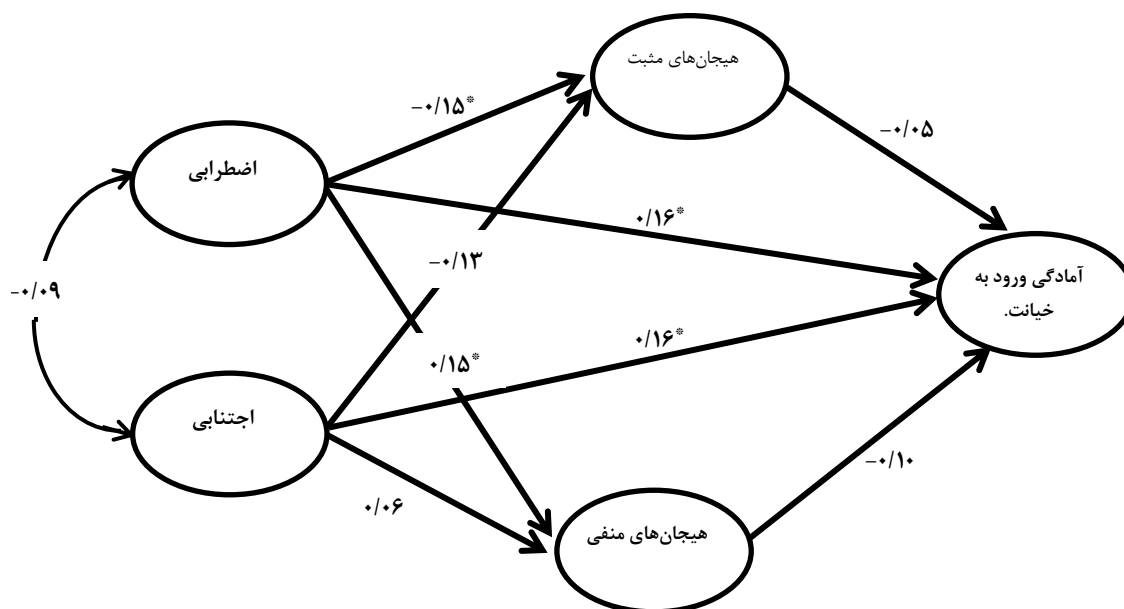 هیجان‌های مثبت
−۰/۱۵*
−۰/۰۵
اضطرابی
۰/۱۶*
−۰/۱۳
−۰/۰۹
آمادگی ورود به
خیانت.
۰/۱۶*
۰/۱۵*
اجتنابی
−۰/۱۰
۰/۰۶
هیجان‌های منفی